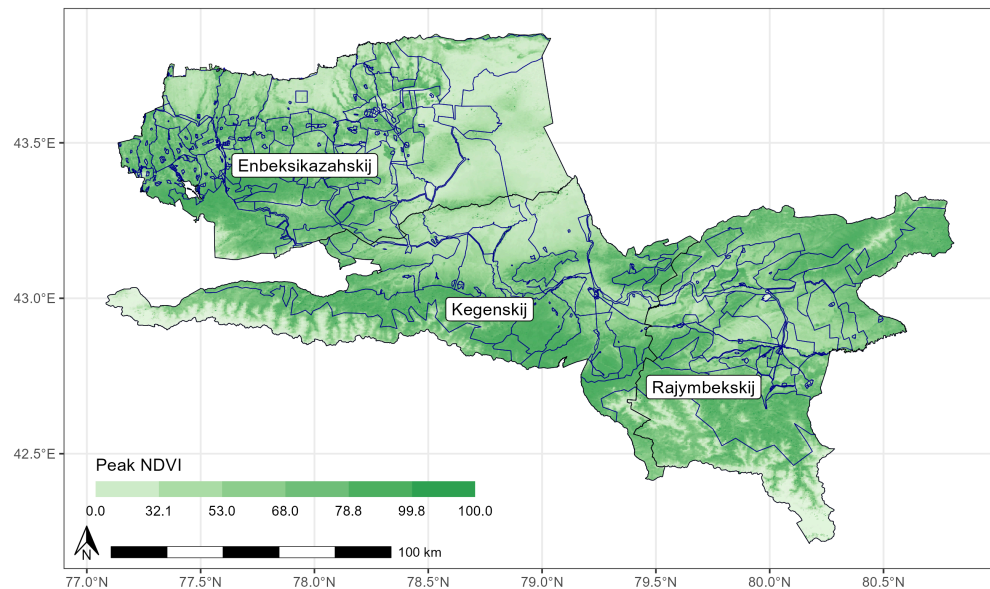 43.5°E
43.0°E
42.5°E
Enbeksikazahskij
Kegenskij
Rajymbekskij
Peak NDVI
0.0 32.1 53.0 68.0 78.8 99.8 100.0
N
100 km
77.0°N 77.5°N 78.0°N 78.5°N 79.0°N 79.5°N 80.0°N 80.5°N